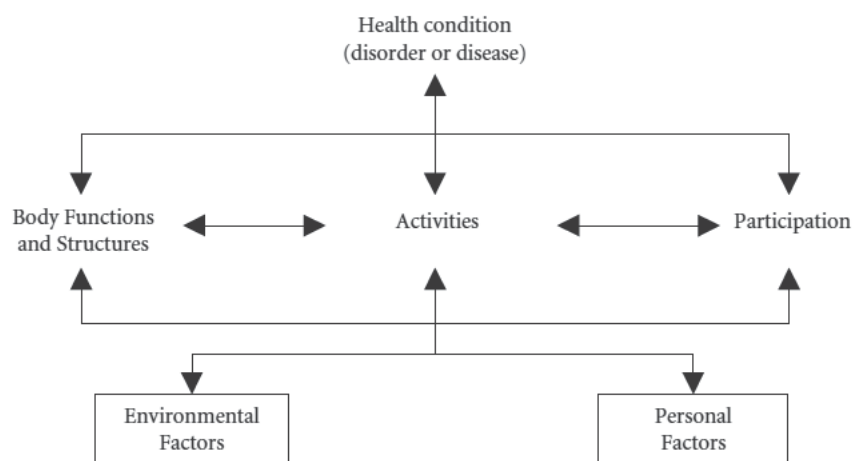 Health condition
(disorder or disease)
Body Functions
and Structures
Activities
Participation
Environmental
Factors
Personal
Factors